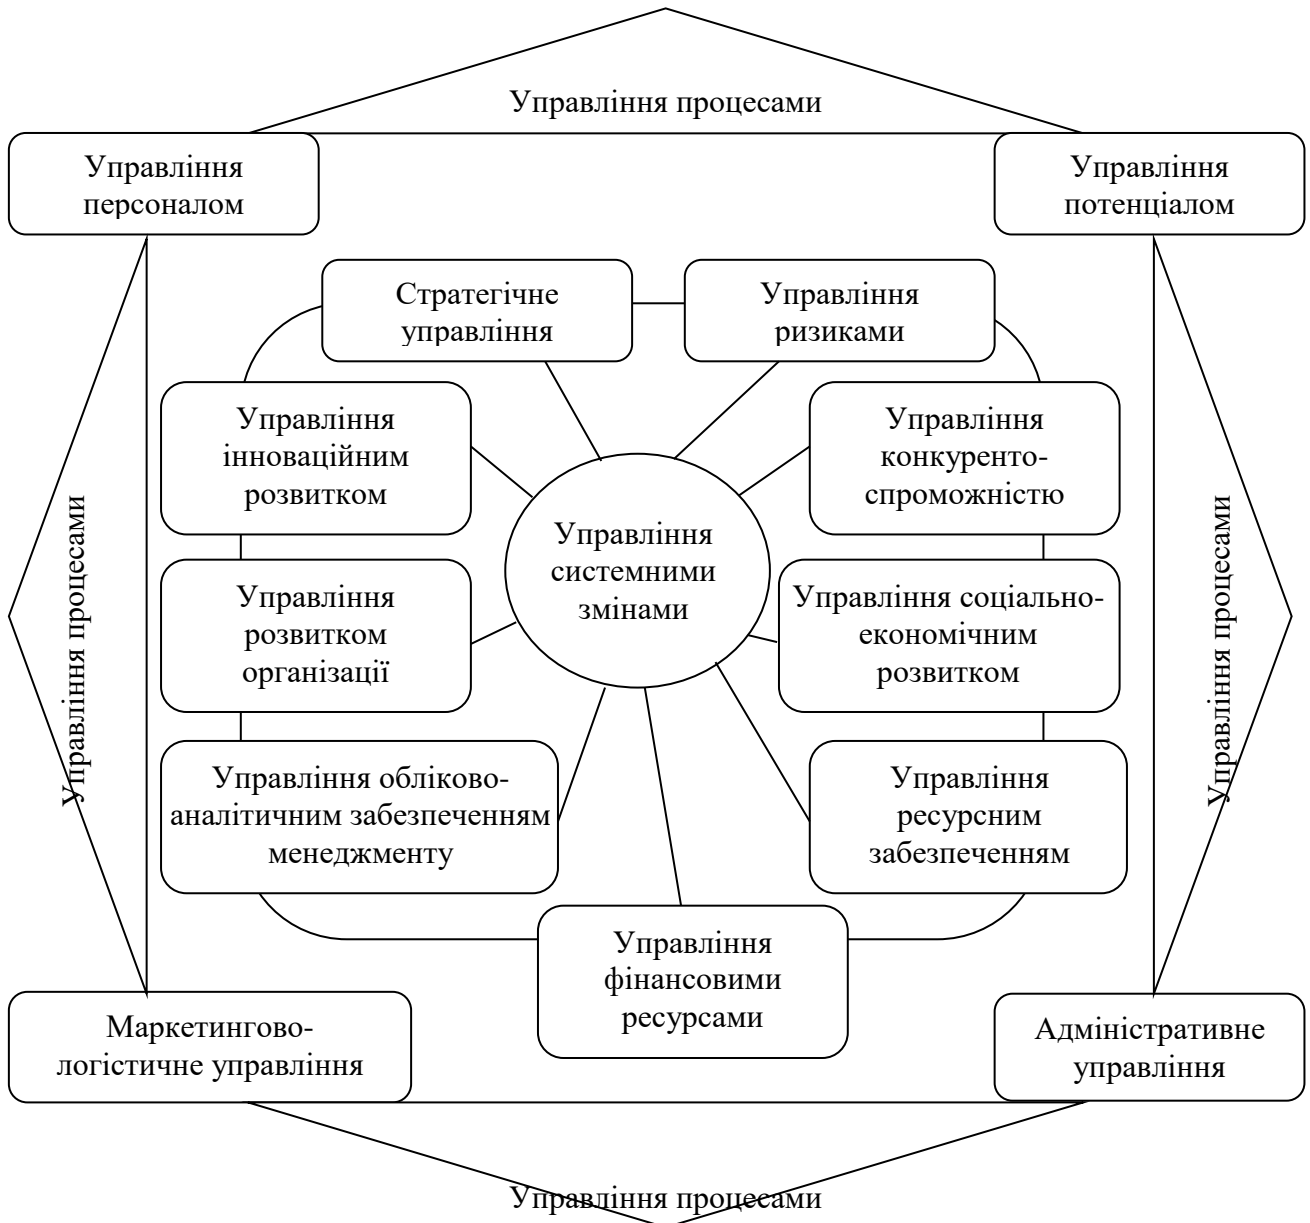 Управління процесами
Управління
персоналом
Управління
потенціалом
Стратегічне
управління
Управління
ризиками
Управління
інноваційним
розвитком
Управління
конкуренто-
спроможністю
Управління
системними
змінами
Управління процесами
Управління процесами
Управління
розвитком
організації
Управління соціально-
економічним
розвитком
Управління обліково-
аналітичним забезпеченням
менеджменту
Управління
ресурсним
забезпеченням
Управління
фінансовими
ресурсами
Маркетингово-
логістичне управління
Адміністративне
управління
Управління процесами